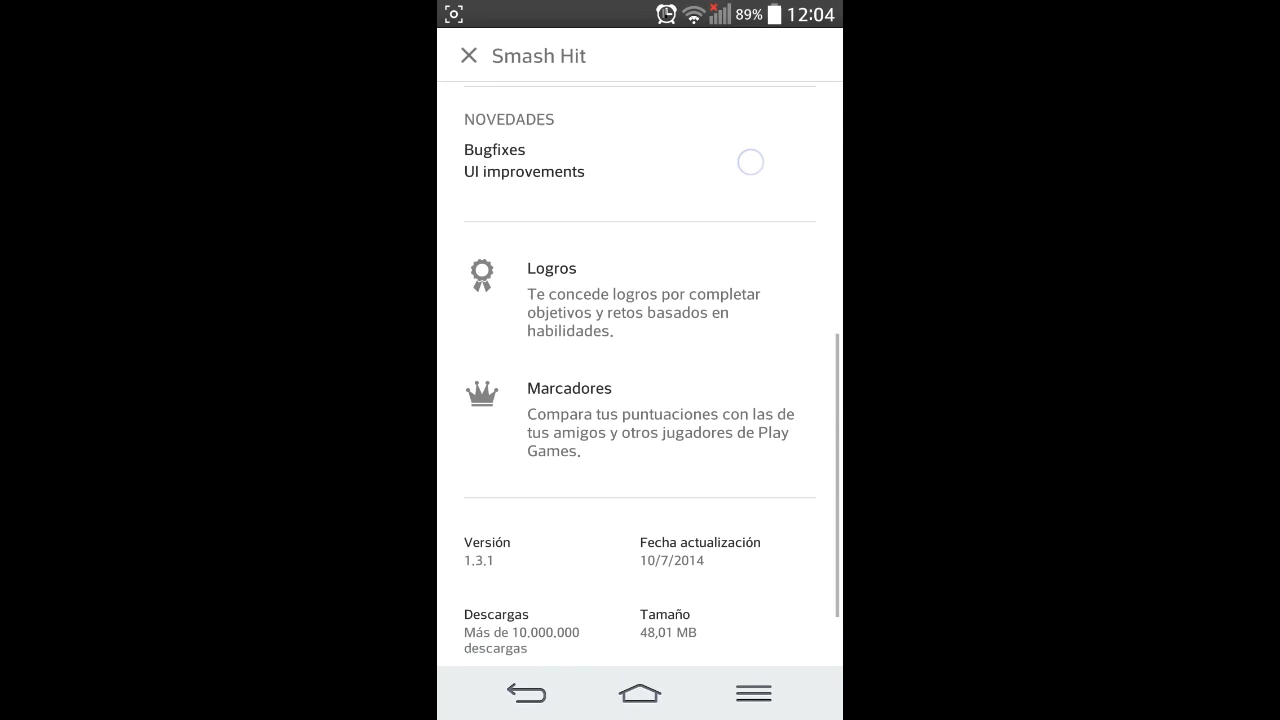 89% 12:04
Smash Hit
NOVEDADES
Bugfixes
UI improvements
Logros
Te concede logros por completar
objetivos y retos basados en
habilidades.
Marcadores
Compara tus puntuaciones con las de
tus amigos y otros jugadores de Play
Games.
Versión
1.3.1
Fecha actualización
10/7/2014
Descargas
Más de 10.000.000
descargas
Tamaño
48,01 MB